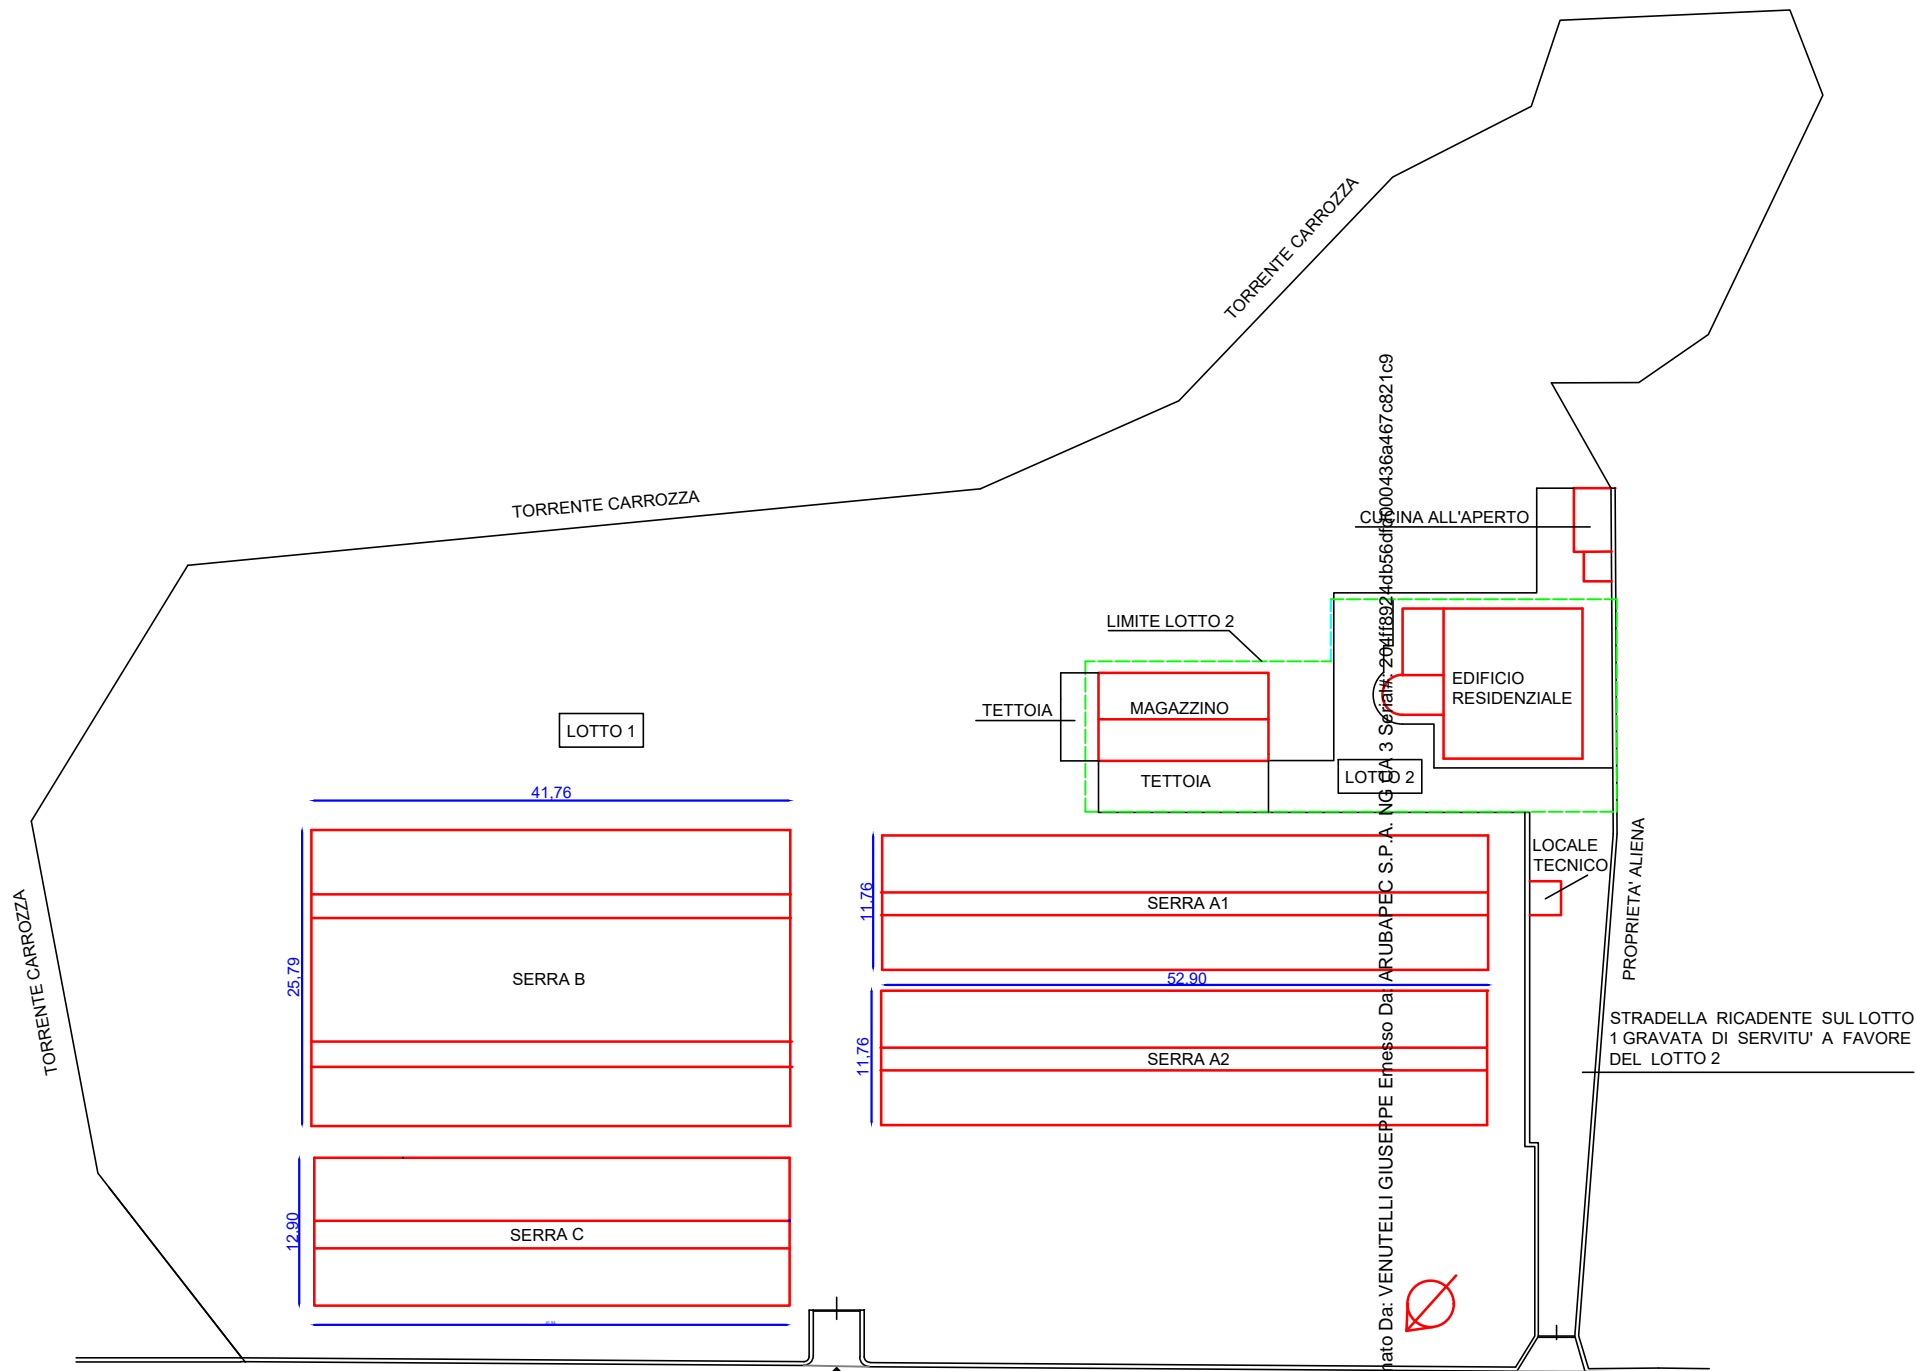 TORRENTE CARROZZA
TORRENTE CARROZZA
CUCINA ALL'APERTO
LIMITE LOTTO 2
EDIFICIO
RESIDENZIALE
TETTOIA
MAGAZZINO
LOTTO 1
TETTOIA
LOTTO 2
41,76
LOCALE
TECNICO
PROPRIETA' ALIENA
TORRENTE CARROZZA
11,76
SERRA A1
25,79
SERRA B
52,90
STRADELLA RICADENTE SUL LOTTO
1 GRAVATA DI SERVITU' A FAVORE
DEL LOTTO 2
11,76
SERRA A2
12,90
SERRA C
nato Da: VENUTELLI GIUSEPPE Emesso Da: ARUBAPEC S.P.A. NG CA 3 Serial#: